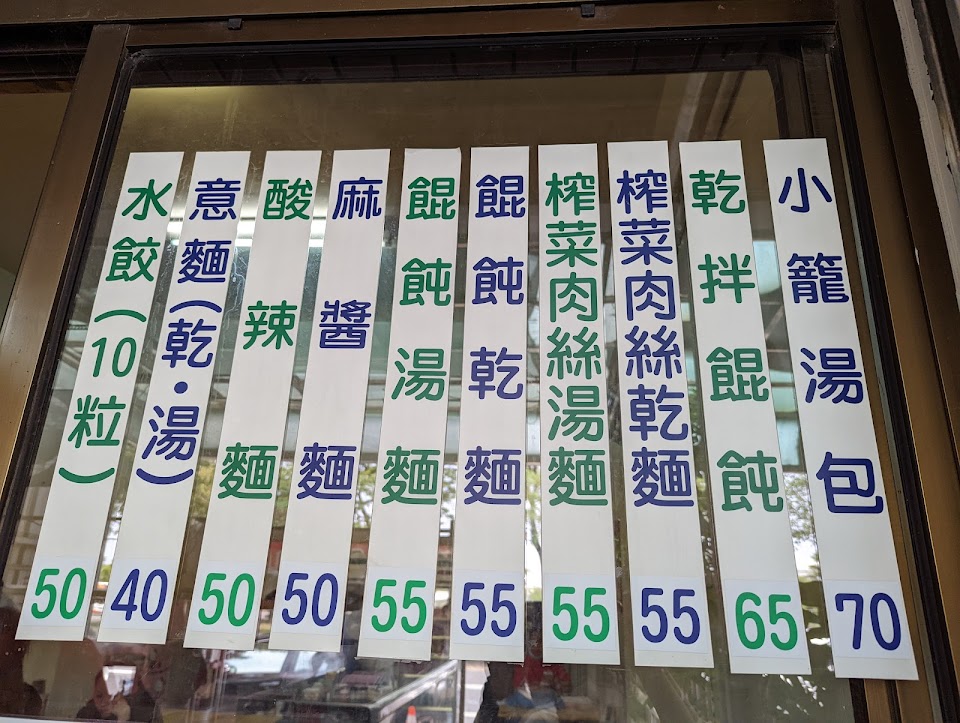 小籠湯包 70
乾拌餛飩 65
榨菜肉絲乾麵 55
榨菜肉絲湯麵 55
餛飩乾麵 55
餛飩湯麵 55
麻醬麵 50
酸辣麵 50
意麵(乾・湯) 40
水餃(10粒) 50